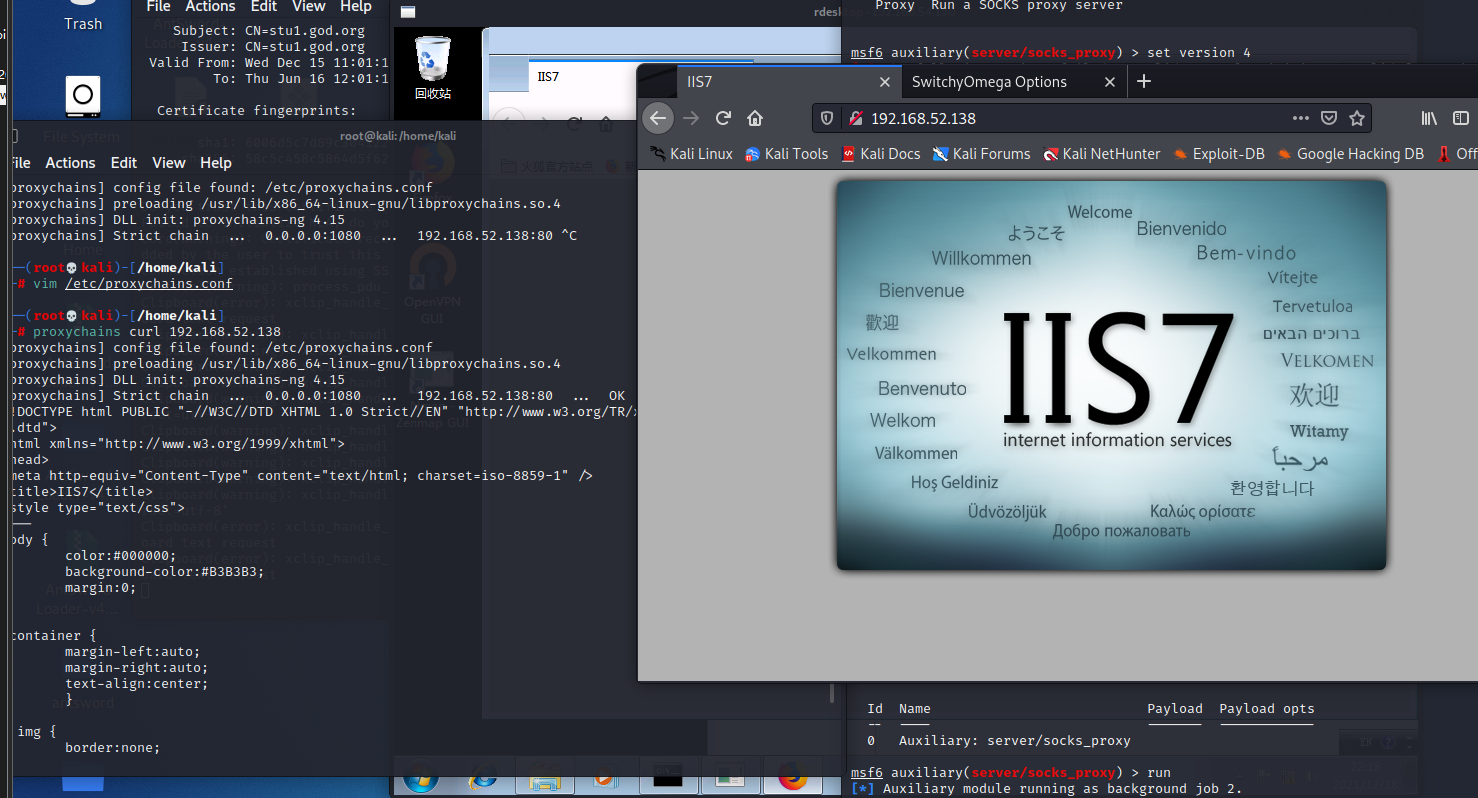 Trash
File Actions Edit View Help
Subject: CN=stu1.god.org
Issuer: CN=stu1.god.org
Valid From: Wed Dec 15 11:01:1
To: Thu Jun 16 12:01:1
Certificate fingerprints:
回收站
rdesk
IIS7
Proxy Run a SOCKS proxy server
msf6 auxiliary(server/socks_proxy) > set version 4
root@kali:/home/kali
File System
ile Actions Edit View Help
proxychains] config file found: /etc/proxychains.conf
proxychains] preloading /usr/lib/x86_64-linux-gnu/libproxychains.so.4
proxychains] DLL init: proxychains-ng 4.15
proxychains] Strict chain ... 0.0.0.0:1080 ... 192.168.52.138:80 ^C
(root💀kali)-[/home/kali]
# vim /etc/proxychains.conf
(root💀kali)-[/home/kali]
# proxychains curl 192.168.52.138
proxychains] config file found: /etc/proxychains.conf
proxychains] preloading /usr/lib/x86_64-linux-gnu/libproxychains.so.4
proxychains] DLL init: proxychains-ng 4.15
proxychains] Strict chain ... 0.0.0.0:1080 ... 192.168.52.138:80 ... OK
!DOCTYPE html PUBLIC "-//W3C//DTD XHTML 1.0 Strict//EN" "http://www.w3.org/TR/x
.dtd">
html xmlns="http://www.w3.org/1999/xhtml">
head>
meta http-equiv="Content-Type" content="text/html; charset=iso-8859-1" />
title>IIS7</title>
style type="text/css">
ody {
color:#000000;
background-color:#B3B3B3;
margin:0;
container {
margin-left:auto;
margin-right:auto;
text-align:center;
}
img {
border:none;
OpenVPN
GUI
Zenmap GUI
IIS7
SwitchyOmega Options
192.168.52.138
Kali Linux Kali Tools Kali Docs Kali Forums Kali NetHunter Exploit-DB Google Hacking DB Off
Welcome
Bienvenido
ようこそ
Bem-vindo
Willkommen
Vítejte
Bienvenue
Tervetuloa
歡迎
ברוכים הבאים
Velkommen
VELKOMEN
Benvenuto
欢迎
Welkom
Witamy
Välkommen
مرحباً
Hoş Geldiniz
환영합니다
Üdvözöljük
Καλώς ορίσατε
Добро пожаловать
IIS7
internet information services
Id Name Payload Payload opts
-- ---- ------- ------------
0 Auxiliary: server/socks_proxy
msf6 auxiliary(server/socks_proxy) > run
[*] Auxiliary module running as background job 2.